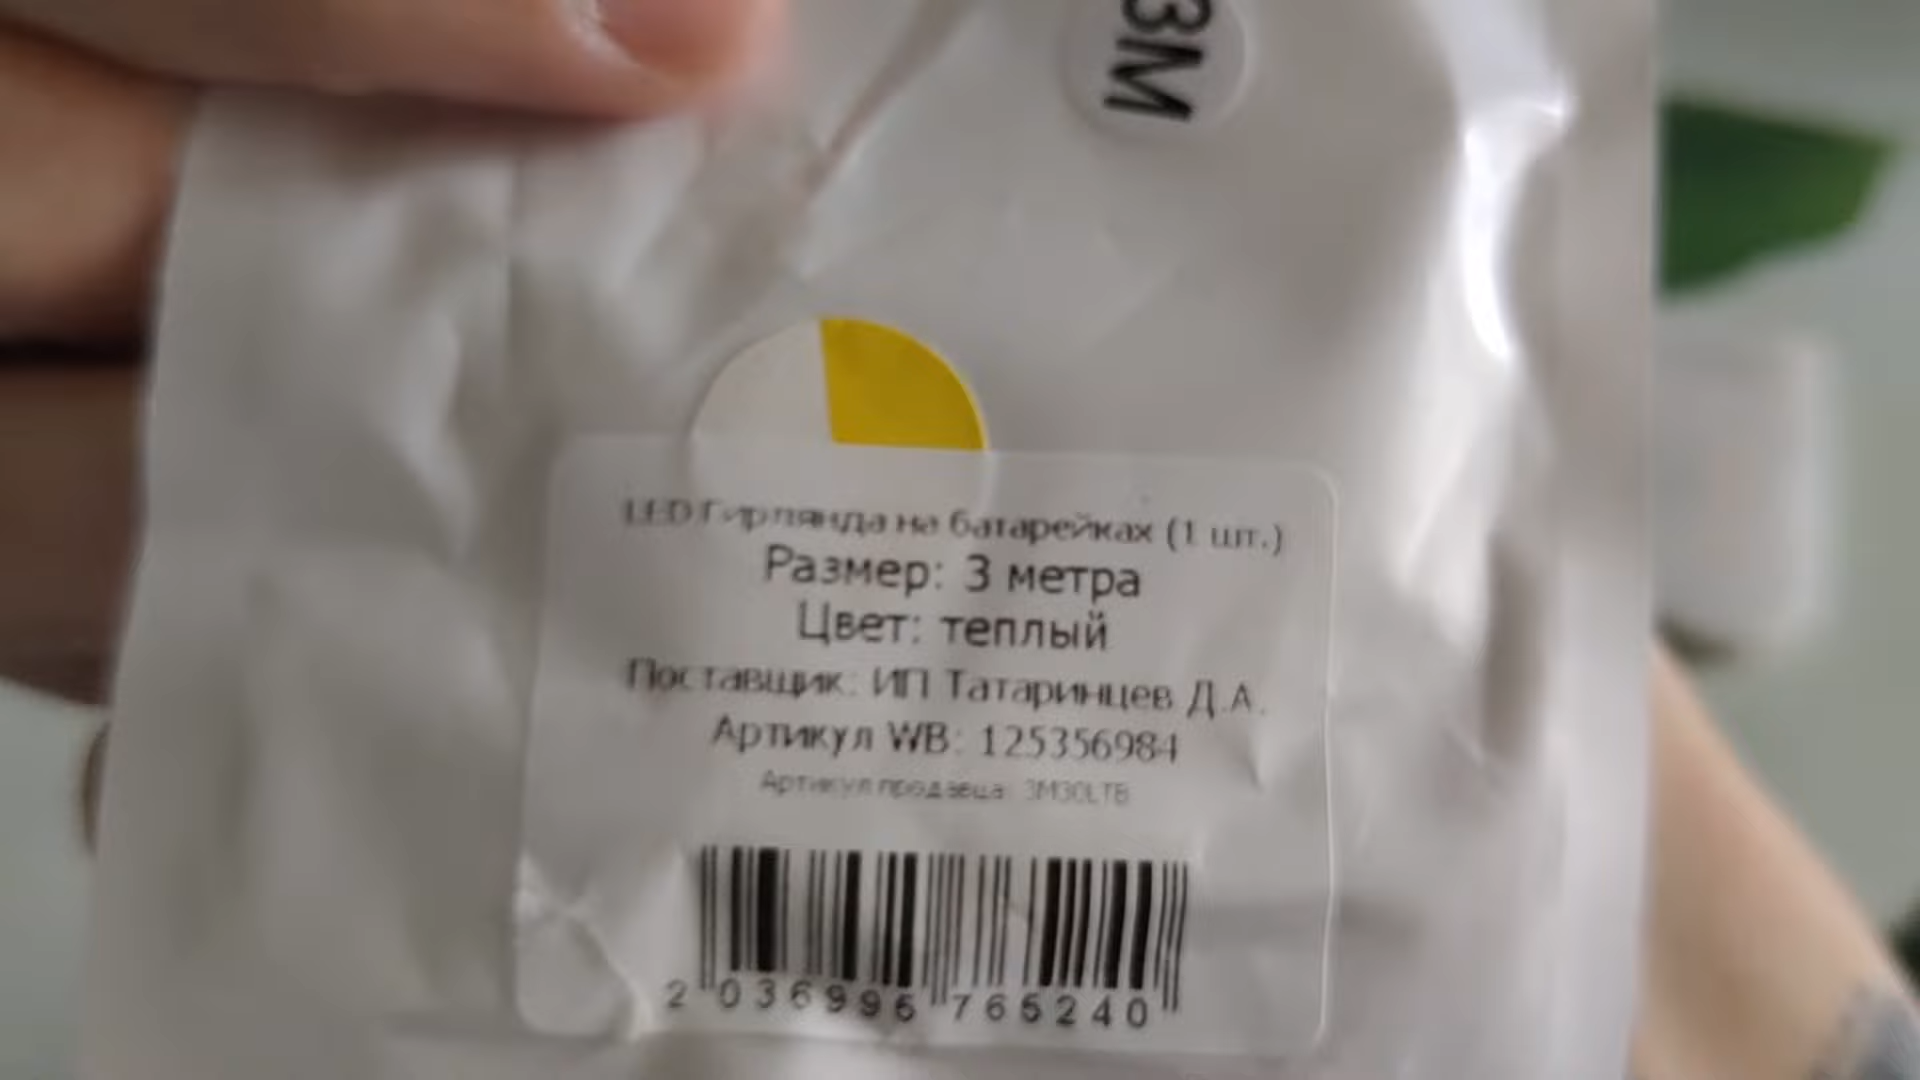 3М
LED Гирлянда на батарейках (1 шт.)
Размер: 3 метра
Цвет: теплый
Поставщик: ИП Татаринцев Д.А.
Артикул WB: 125356984
Артикул продавца: 3M30LTB
2 036996 765240